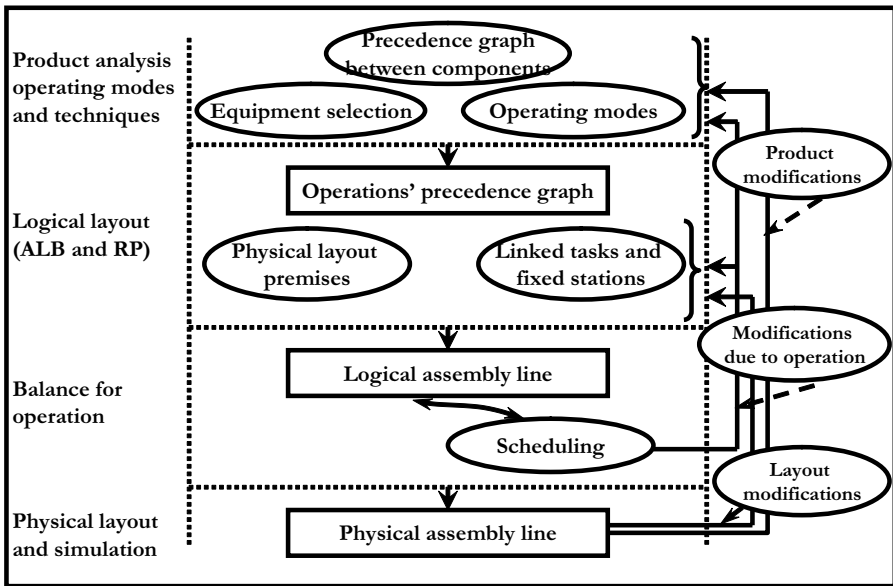 Product analysis
operating modes
and techniques
Precedence graph
between components
Equipment selection
Operating modes
Product
modifications
Operations’ precedence graph
Logical layout
(ALB and RP)
Physical layout
premises
Linked tasks and
fixed stations
Modifications
due to operation
Logical assembly line
Balance for
operation
Scheduling
Layout
modifications
Physical layout
and simulation
Physical assembly line